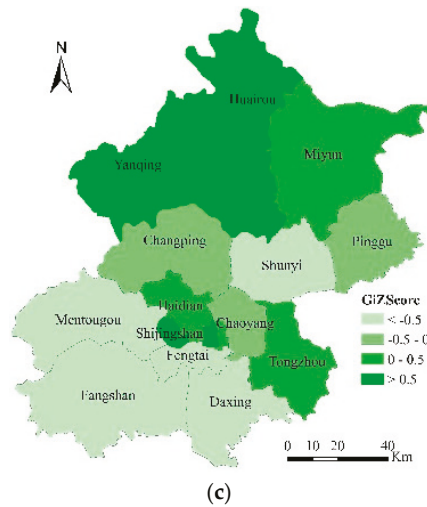 N
Huairou
Miyun
Yanqing
Changping
Pinggu
Shunyi
Haidian
Mentougou
Chaoyang
Shijingshan
Fengtai
Tongzhou
Fangshan
Daxing
GiZScore
< -0.5
-0.5 - 0
0 - 0.5
> 0.5
0 10 20 40
Km
(c)